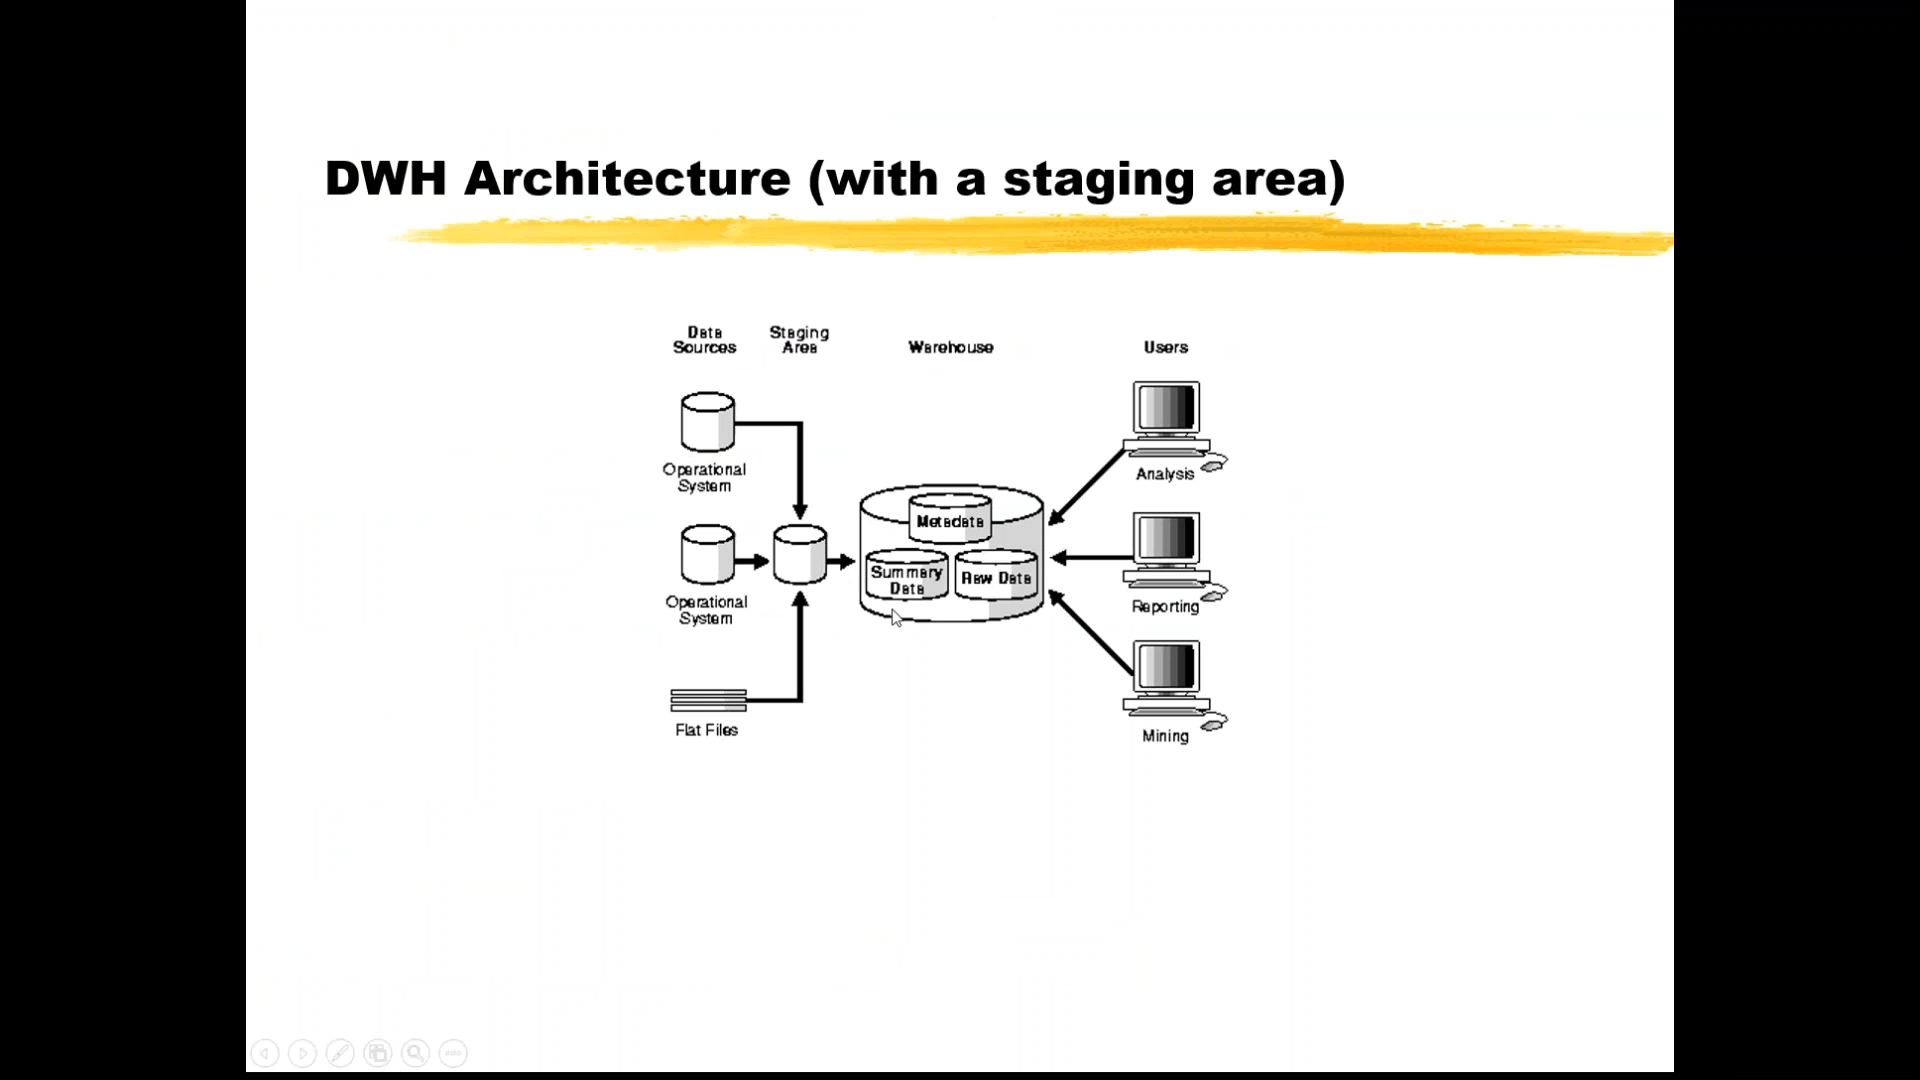 DWH Architecture (with a staging area)
Data
Sources
Staging
Area
Warehouse
Users
Operational
System
Operational
System
Flat Files
Metadata
Summary
Data
Raw Data
Analysis
Reporting
Mining